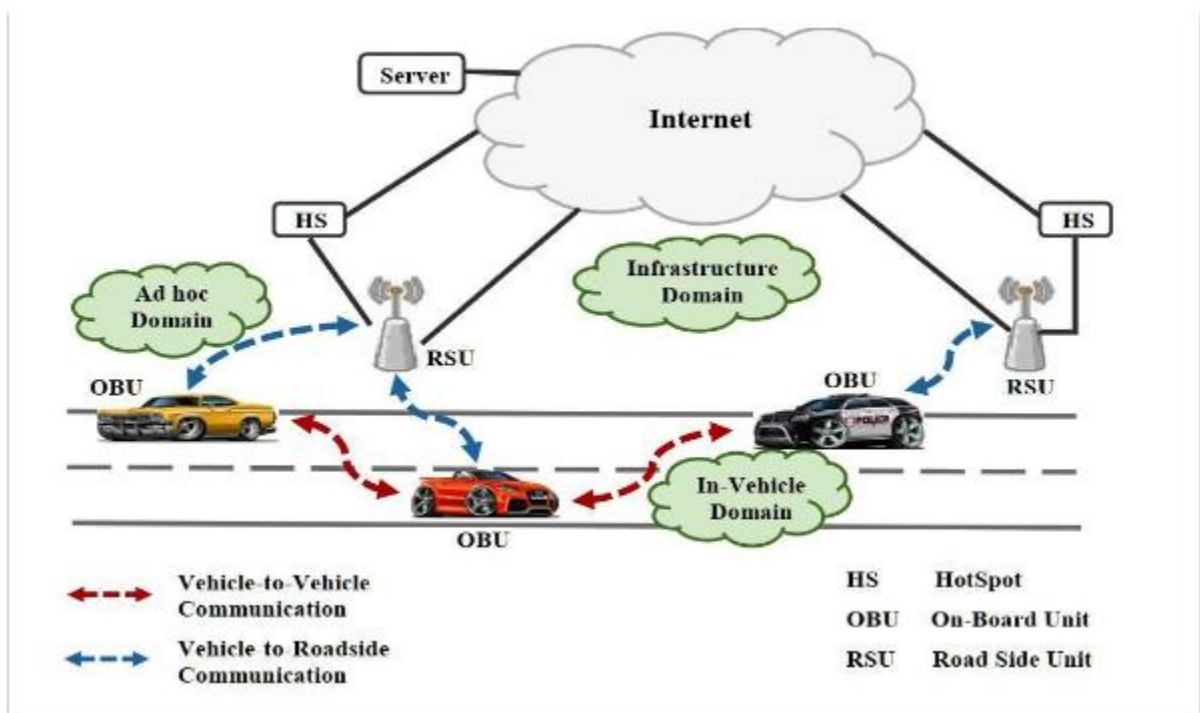 Server
Internet
HS
HS
Ad hoc
Domain
Infrastructure
Domain
RSU
RSU
OBU
OBU
POLICE
In-Vehicle
Domain
OBU
Vehicle-to-Vehicle
Communication
Vehicle to Roadside
Communication
HS HotSpot
OBU On-Board Unit
RSU Road Side Unit